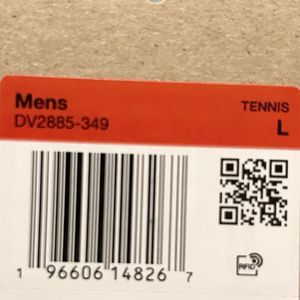 Mens TENNIS
DV2885-349 L
1 96606 14826 7
RFID